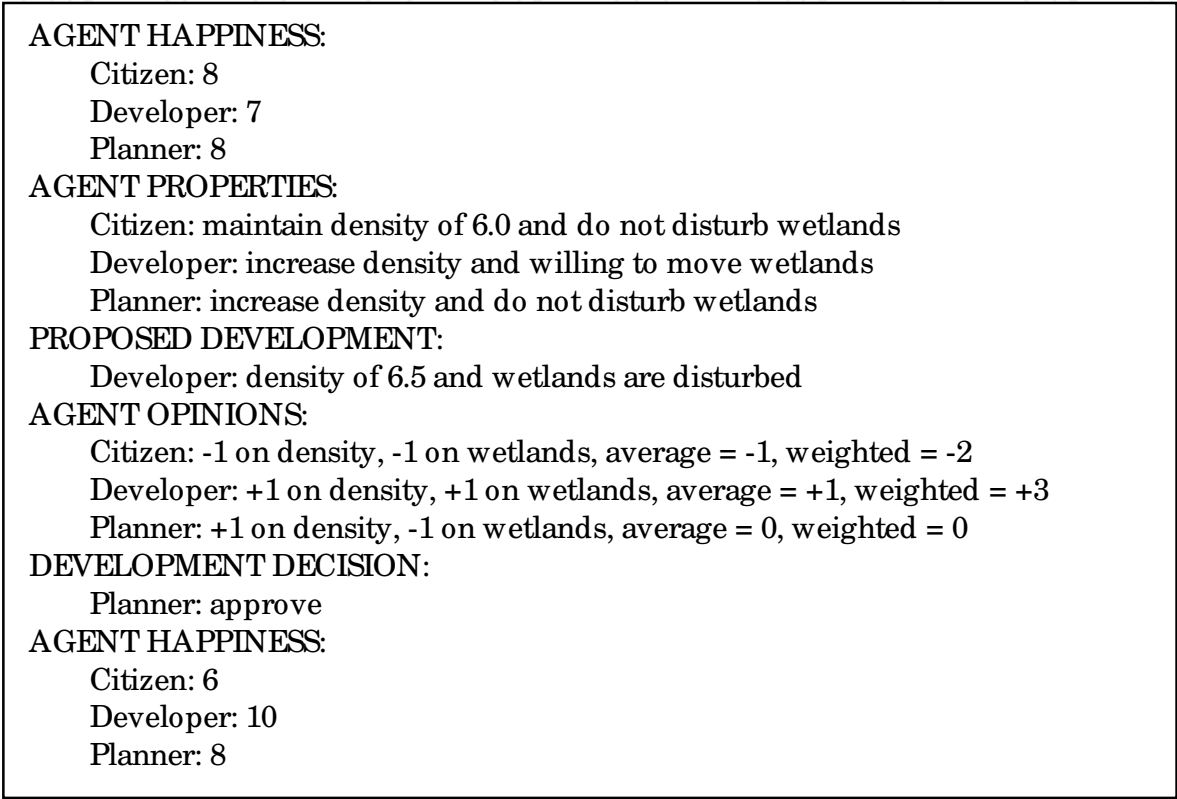 AGENT HAPPINESS:
Citizen: 8
Developer: 7
Planner: 8
AGENT PROPERTIES:
Citizen: maintain density of 6.0 and do not disturb wetlands
Developer: increase density and willing to move wetlands
Planner: increase density and do not disturb wetlands
PROPOSED DEVELOPMENT:
Developer: density of 6.5 and wetlands are disturbed
AGENT OPINIONS:
Citizen: -1 on density, -1 on wetlands, average = -1, weighted = -2
Developer: +1 on density, +1 on wetlands, average = +1, weighted = +3
Planner: +1 on density, -1 on wetlands, average = 0, weighted = 0
DEVELOPMENT DECISION:
Planner: approve
AGENT HAPPINESS:
Citizen: 6
Developer: 10
Planner: 8